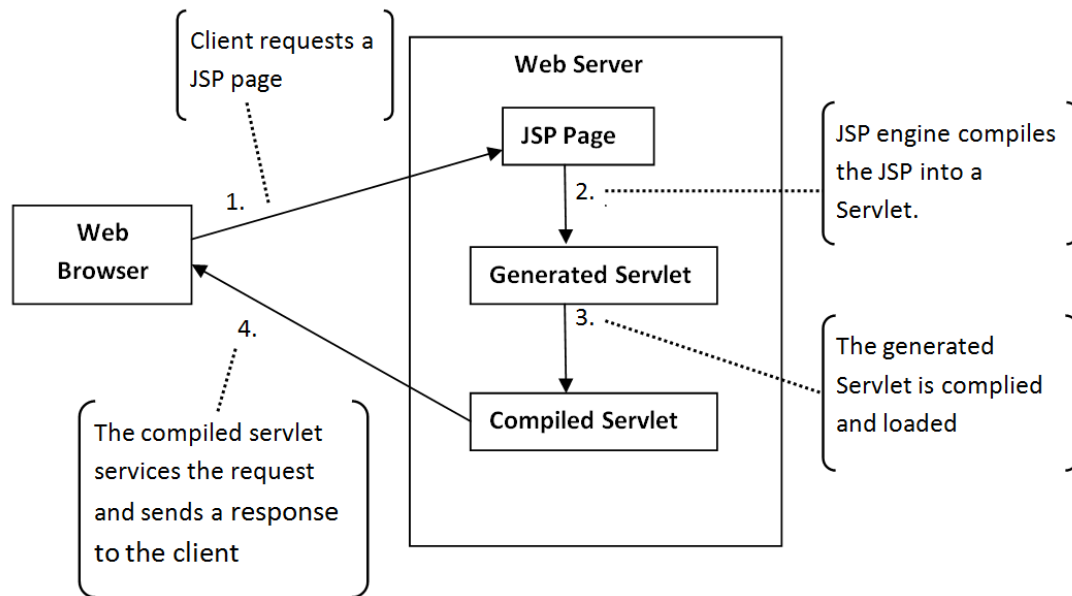 Client requests a
JSP page
Web Server
JSP Page
JSP engine compiles
the JSP into a
Servlet.
1.
2.
Web
Browser
Generated Servlet
3.
4.
The generated
Servlet is complied
and loaded
Compiled Servlet
The compiled servlet
services the request
and sends a response
to the client